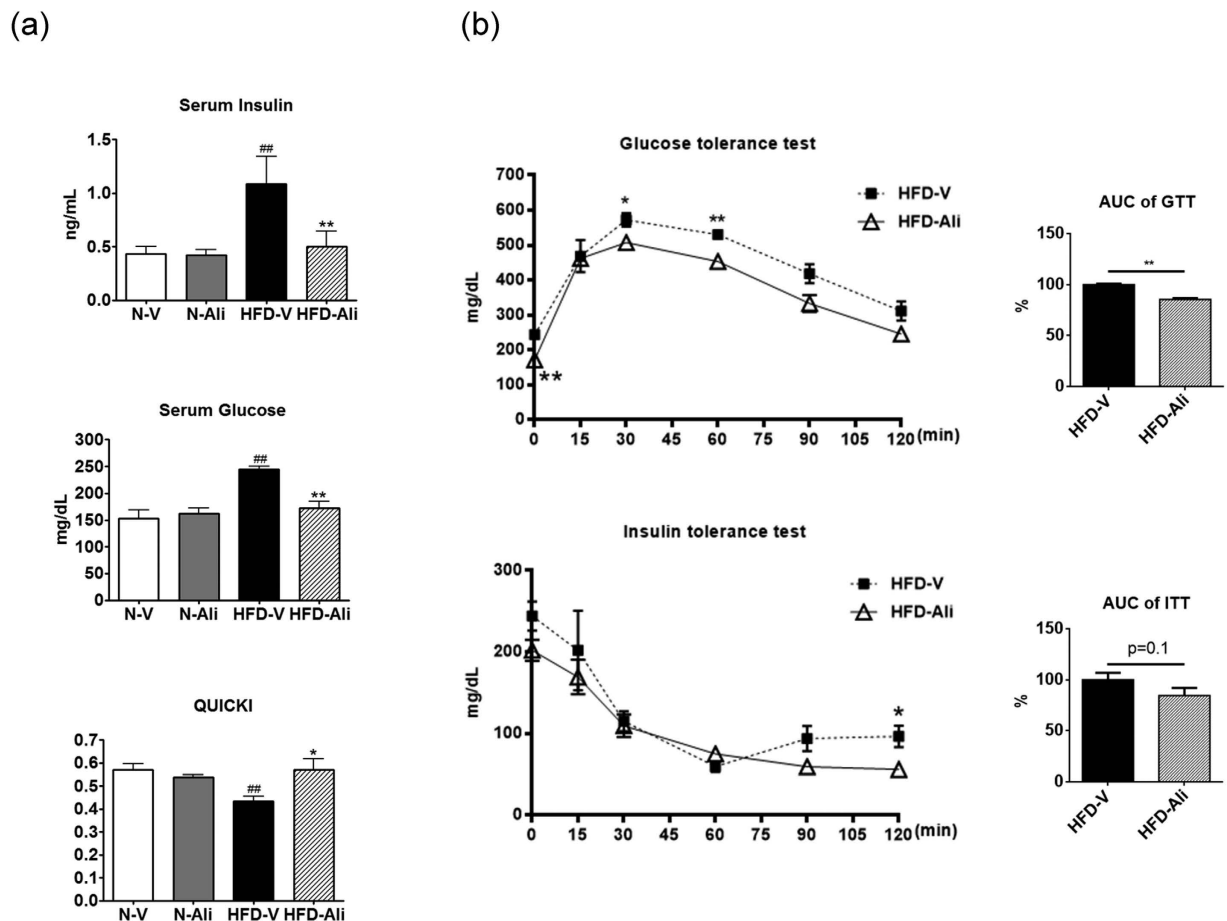 (a)
Serum Insulin
ng/mL
1.5
1.0
0.5
0.0
##
**
N-V N-Ali HFD-V HFD-Ali
Serum Glucose
mg/dL
300
250
200
150
100
50
0
##
**
N-V N-Ali HFD-V HFD-Ali
QUICKI
0.7
0.6
0.5
0.4
0.3
0.2
0.1
0.0
##
*
N-V N-Ali HFD-V HFD-Ali
(b)
Glucose tolerance test
mg/dL
700
600
500
400
300
200
100
0
HFD-V
HFD-Ali
*
**
**
0 15 30 45 60 75 90 105 120 (min)
AUC of GTT
%
150
100
50
0
**
HFD-V HFD-Ali
Insulin tolerance test
mg/dL
300
200
100
0
HFD-V
HFD-Ali
*
0 15 30 45 60 75 90 105 120 (min)
AUC of ITT
%
150
100
50
0
p=0.1
HFD-V HFD-Ali